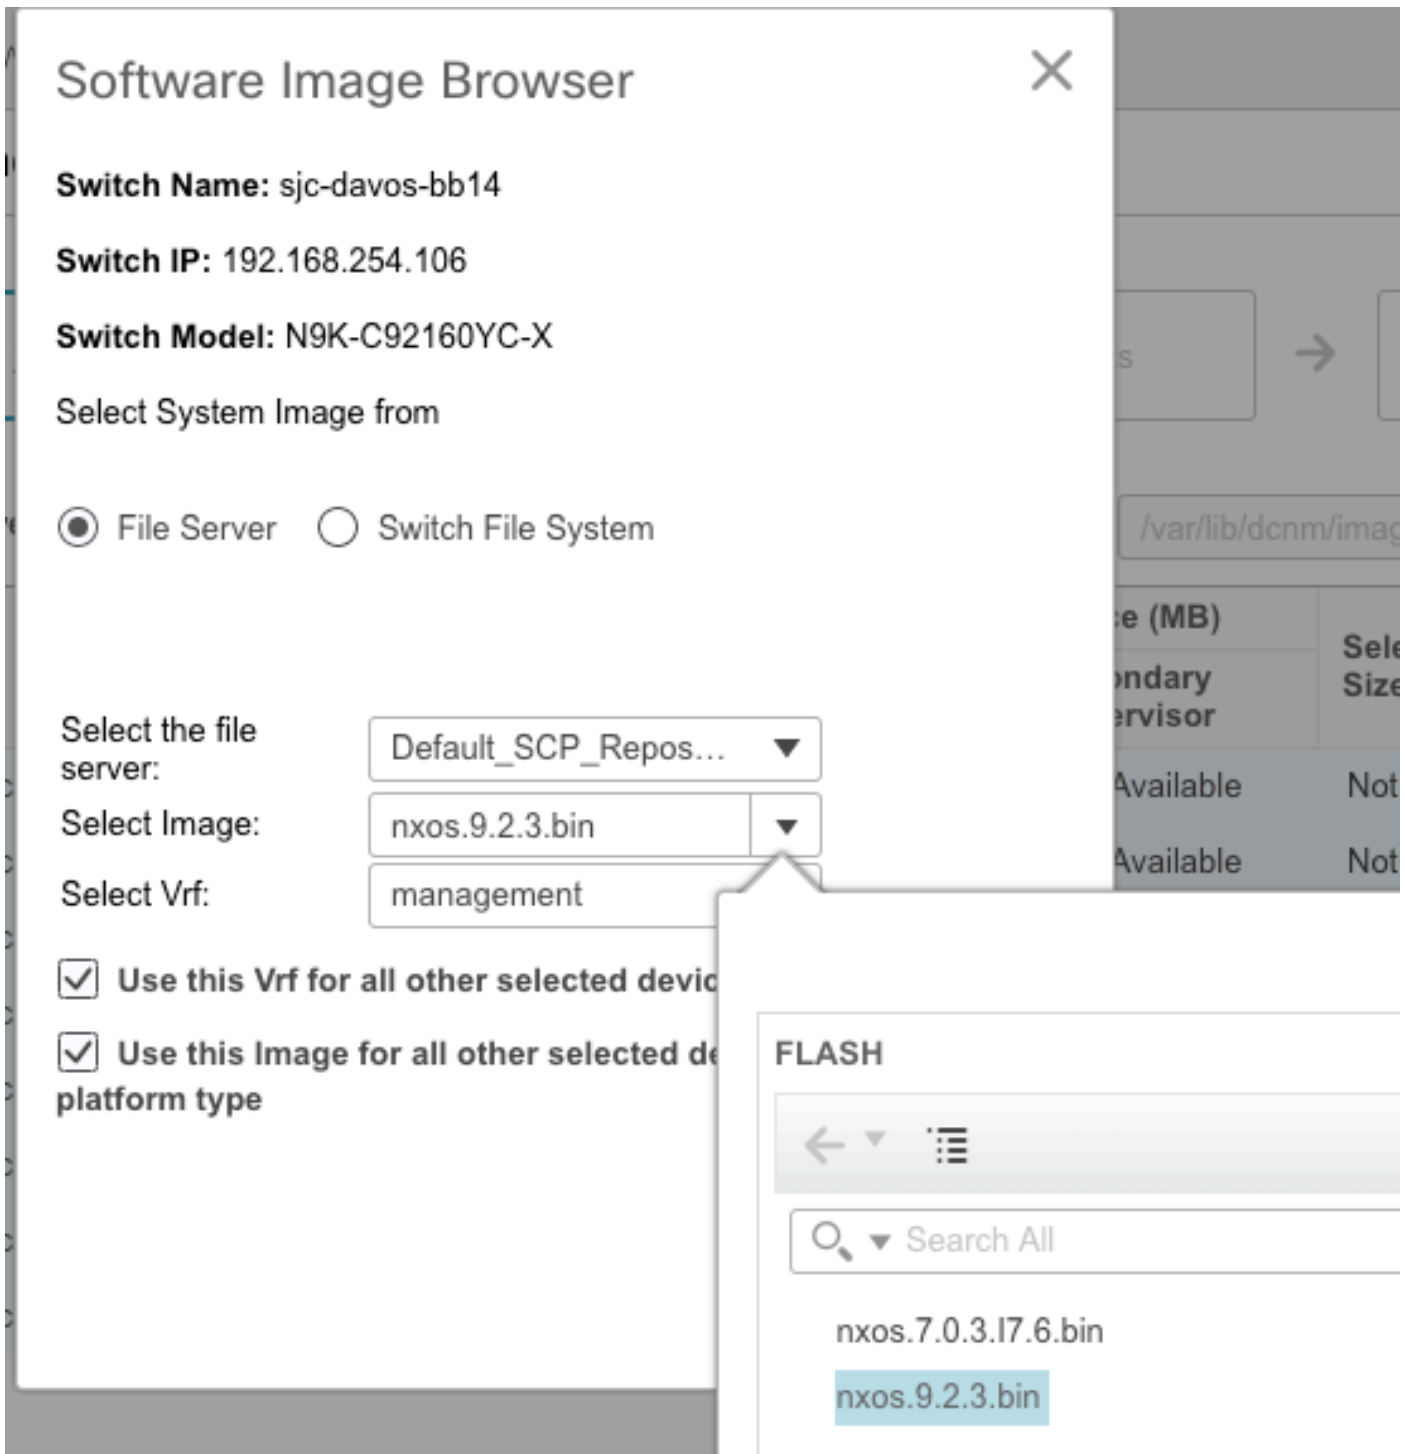 Software Image Browser
Switch Name: sjc-davos-bb14
Switch IP: 192.168.254.106
Switch Model: N9K-C92160YC-X
Select System Image from
s
File Server Switch File System
/var/lib/dcnm/imag
ce (MB)
Sele
Size
ondary
ervisor
Select the file
server:
Default_SCP_Repos...
Available Not
Select Image:
nxos.9.2.3.bin
Available Not
Select Vrf:
management
Use this Vrf for all other selected devic
Use this Image for all other selected de
platform type
FLASH
Search All
nxos.7.0.3.I7.6.bin
nxos.9.2.3.bin